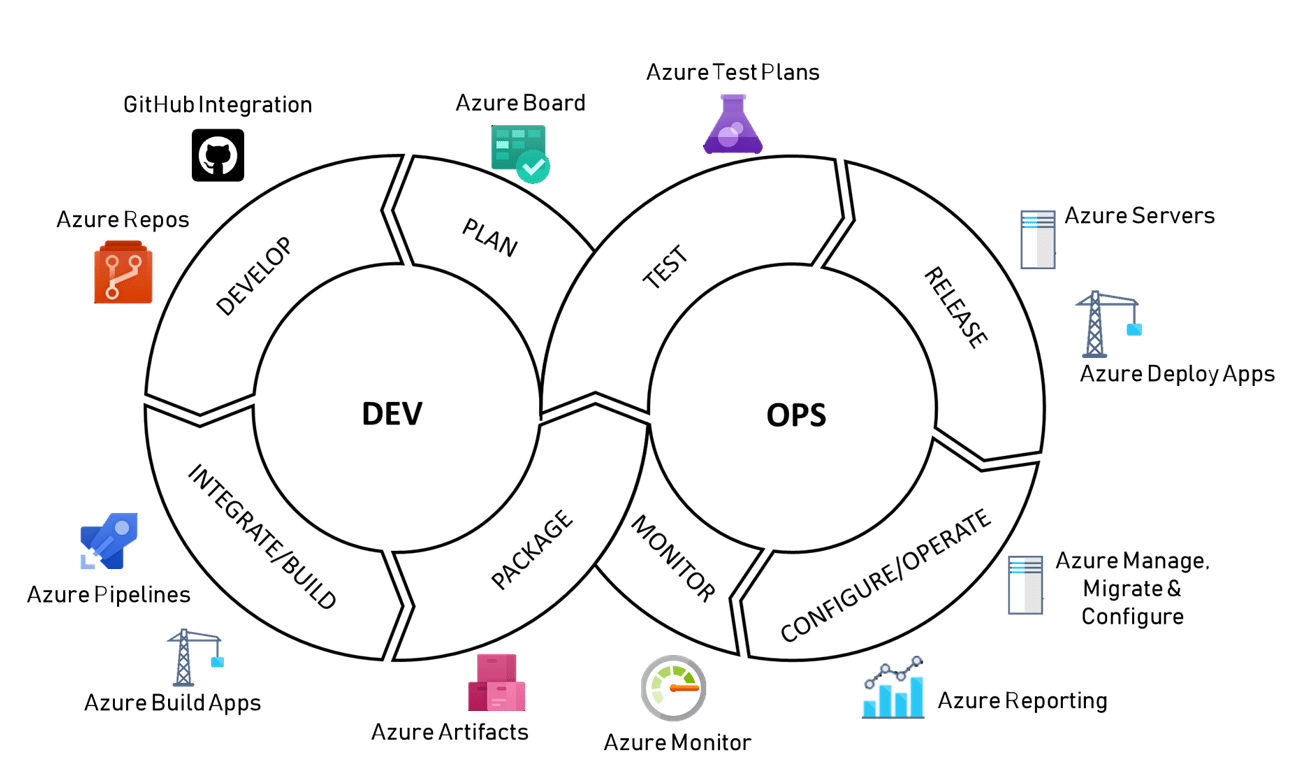 Azure Test Plans
GitHub Integration
Azure Board
Azure Repos
Azure Servers
PLAN
DEVELOP
TEST
RELEASE
Azure Deploy Apps
DEV
OPS
INTEGRATE/BUILD
PACKAGE
MONITOR
CONFIGURE/OPERATE
Azure Pipelines
Azure Manage,
Migrate &
Configure
Azure Build Apps
Azure Artifacts
Azure Monitor
Azure Reporting